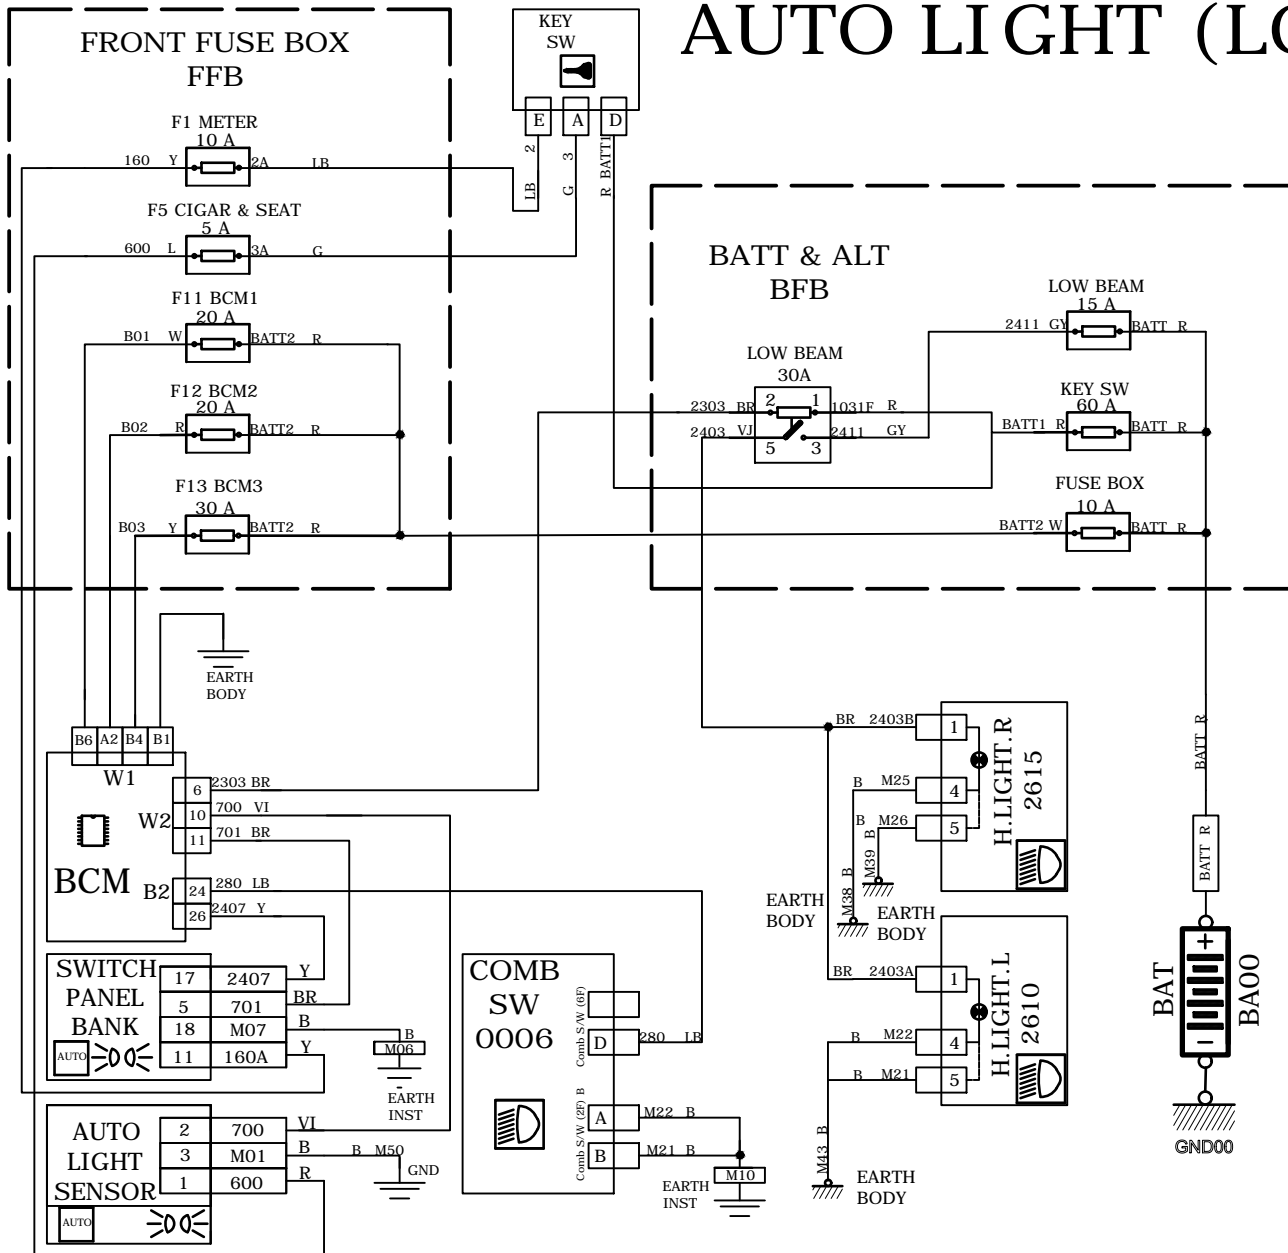 AUTO LIGHT (LO
FRONT FUSE BOX
FFB
KEY
SW
E
A
D
F1 METER
10 A
160 Y
2A
LB
LB 2
G 3
R BATT1
F5 CIGAR & SEAT
5 A
600 L
3A
G
F11 BCM1
20 A
B01 W
BATT2 R
F12 BCM2
20 A
B02 R
BATT2 R
F13 BCM3
30 A
B03 Y
BATT2 R
BATT & ALT
BFB
LOW BEAM
30A
2303 BR
2
1
1031F R
2403 VJ
5
3
2411 GY
LOW BEAM
15 A
2411 GY
BATT R
KEY SW
60 A
BATT1 R
BATT R
FUSE BOX
10 A
BATT2 W
BATT R
EARTH
BODY
B6
A2
B4
B1
W1
W2
6
2303 BR
10
700 VI
11
701 BR
BCM
B2
24
280 LB
26
2407 Y
SWITCH
PANEL
BANK
AUTO
17
2407
Y
5
701
BR
18
M07
B
11
160A
Y
B
M06
EARTH
INST
AUTO
LIGHT
SENSOR
AUTO
2
700
VI
3
M01
B
B M50
GND
1
600
R
COMB
SW
0006
Comb S/W (6F)
D
280 LB
Comb S/W (2F) B
A
M22 B
B
M21 B
M10
EARTH
INST
BR 2403B
1
B M25
4
B M26
5
H.LIGHT.R
2615
M39 B
M38 B
EARTH
BODY
EARTH
BODY
BR 2403A
1
B M22
4
B M21
5
H.LIGHT.L
2610
M43 B
EARTH
BODY
BATT R
BATT R
BAT
+
−
BA00
GND00